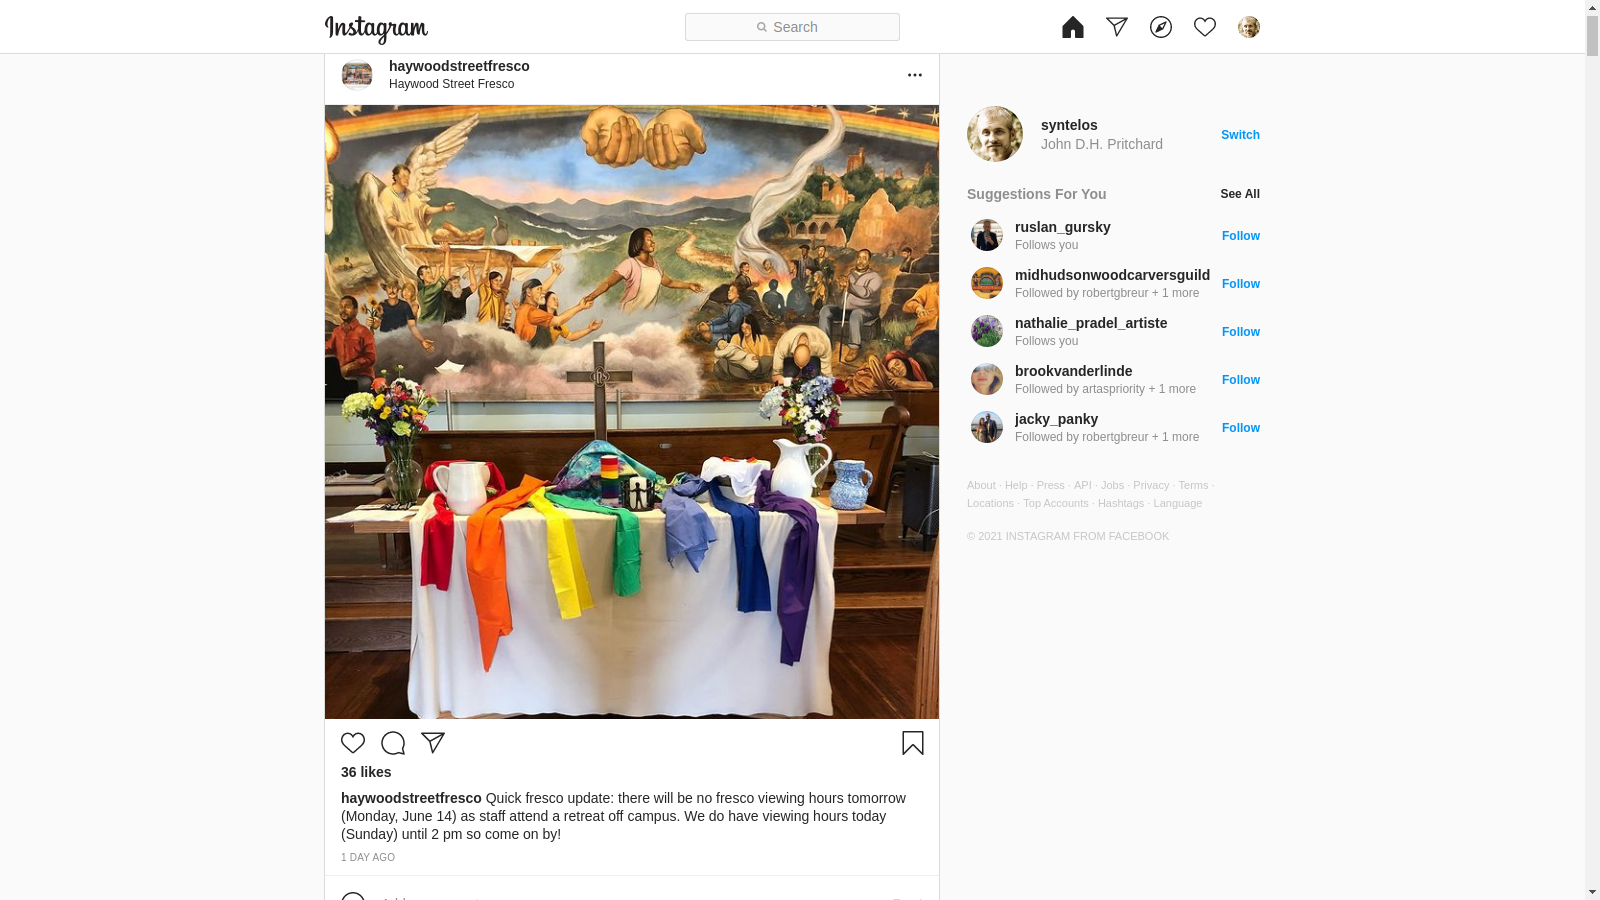 Instagram
Search
haywoodstreetfresco
Haywood Street Fresco
IHS
36 likes
haywoodstreetfresco Quick fresco update: there will be no fresco viewing hours tomorrow
(Monday, June 14) as staff attend a retreat off campus. We do have viewing hours today
(Sunday) until 2 pm so come on by!
1 DAY AGO
syntelos
John D.H. Pritchard
Switch
Suggestions For You
See All
ruslan_gursky
Follows you
Follow
midhudsonwoodcarversguild
Followed by robertgbreur + 1 more
Follow
nathalie_pradel_artiste
Follows you
Follow
brookvanderlinde
Followed by artaspriority + 1 more
Follow
jacky_panky
Followed by robertgbreur + 1 more
Follow
About · Help · Press · API · Jobs · Privacy · Terms ·
Locations · Top Accounts · Hashtags · Language
© 2021 INSTAGRAM FROM FACEBOOK